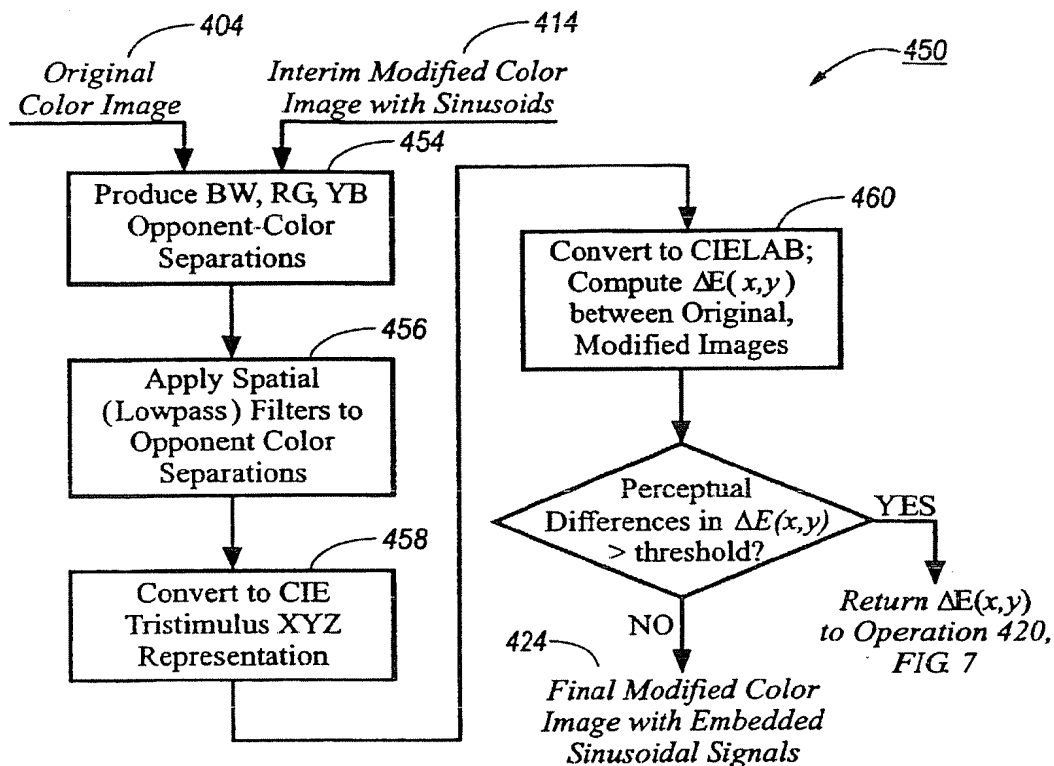 404
Original
Color Image
414
Interim Modified Color
Image with Sinusoids
450
454
Produce BW, RG, YB
Opponent-Color
Separations
456
Apply Spatial
(Lowpass) Filters to
Opponent Color
Separations
458
Convert to CIE
Tristimulus XYZ
Representation
460
Convert to CIELAB;
Compute ΔE(x,y)
between Original,
Modified Images
Perceptual
Differences in ΔE(x,y)
> threshold?
YES
Return ΔE(x,y)
to Operation 420,
FIG. 7
NO
424
Final Modified Color
Image with Embedded
Sinusoidal Signals